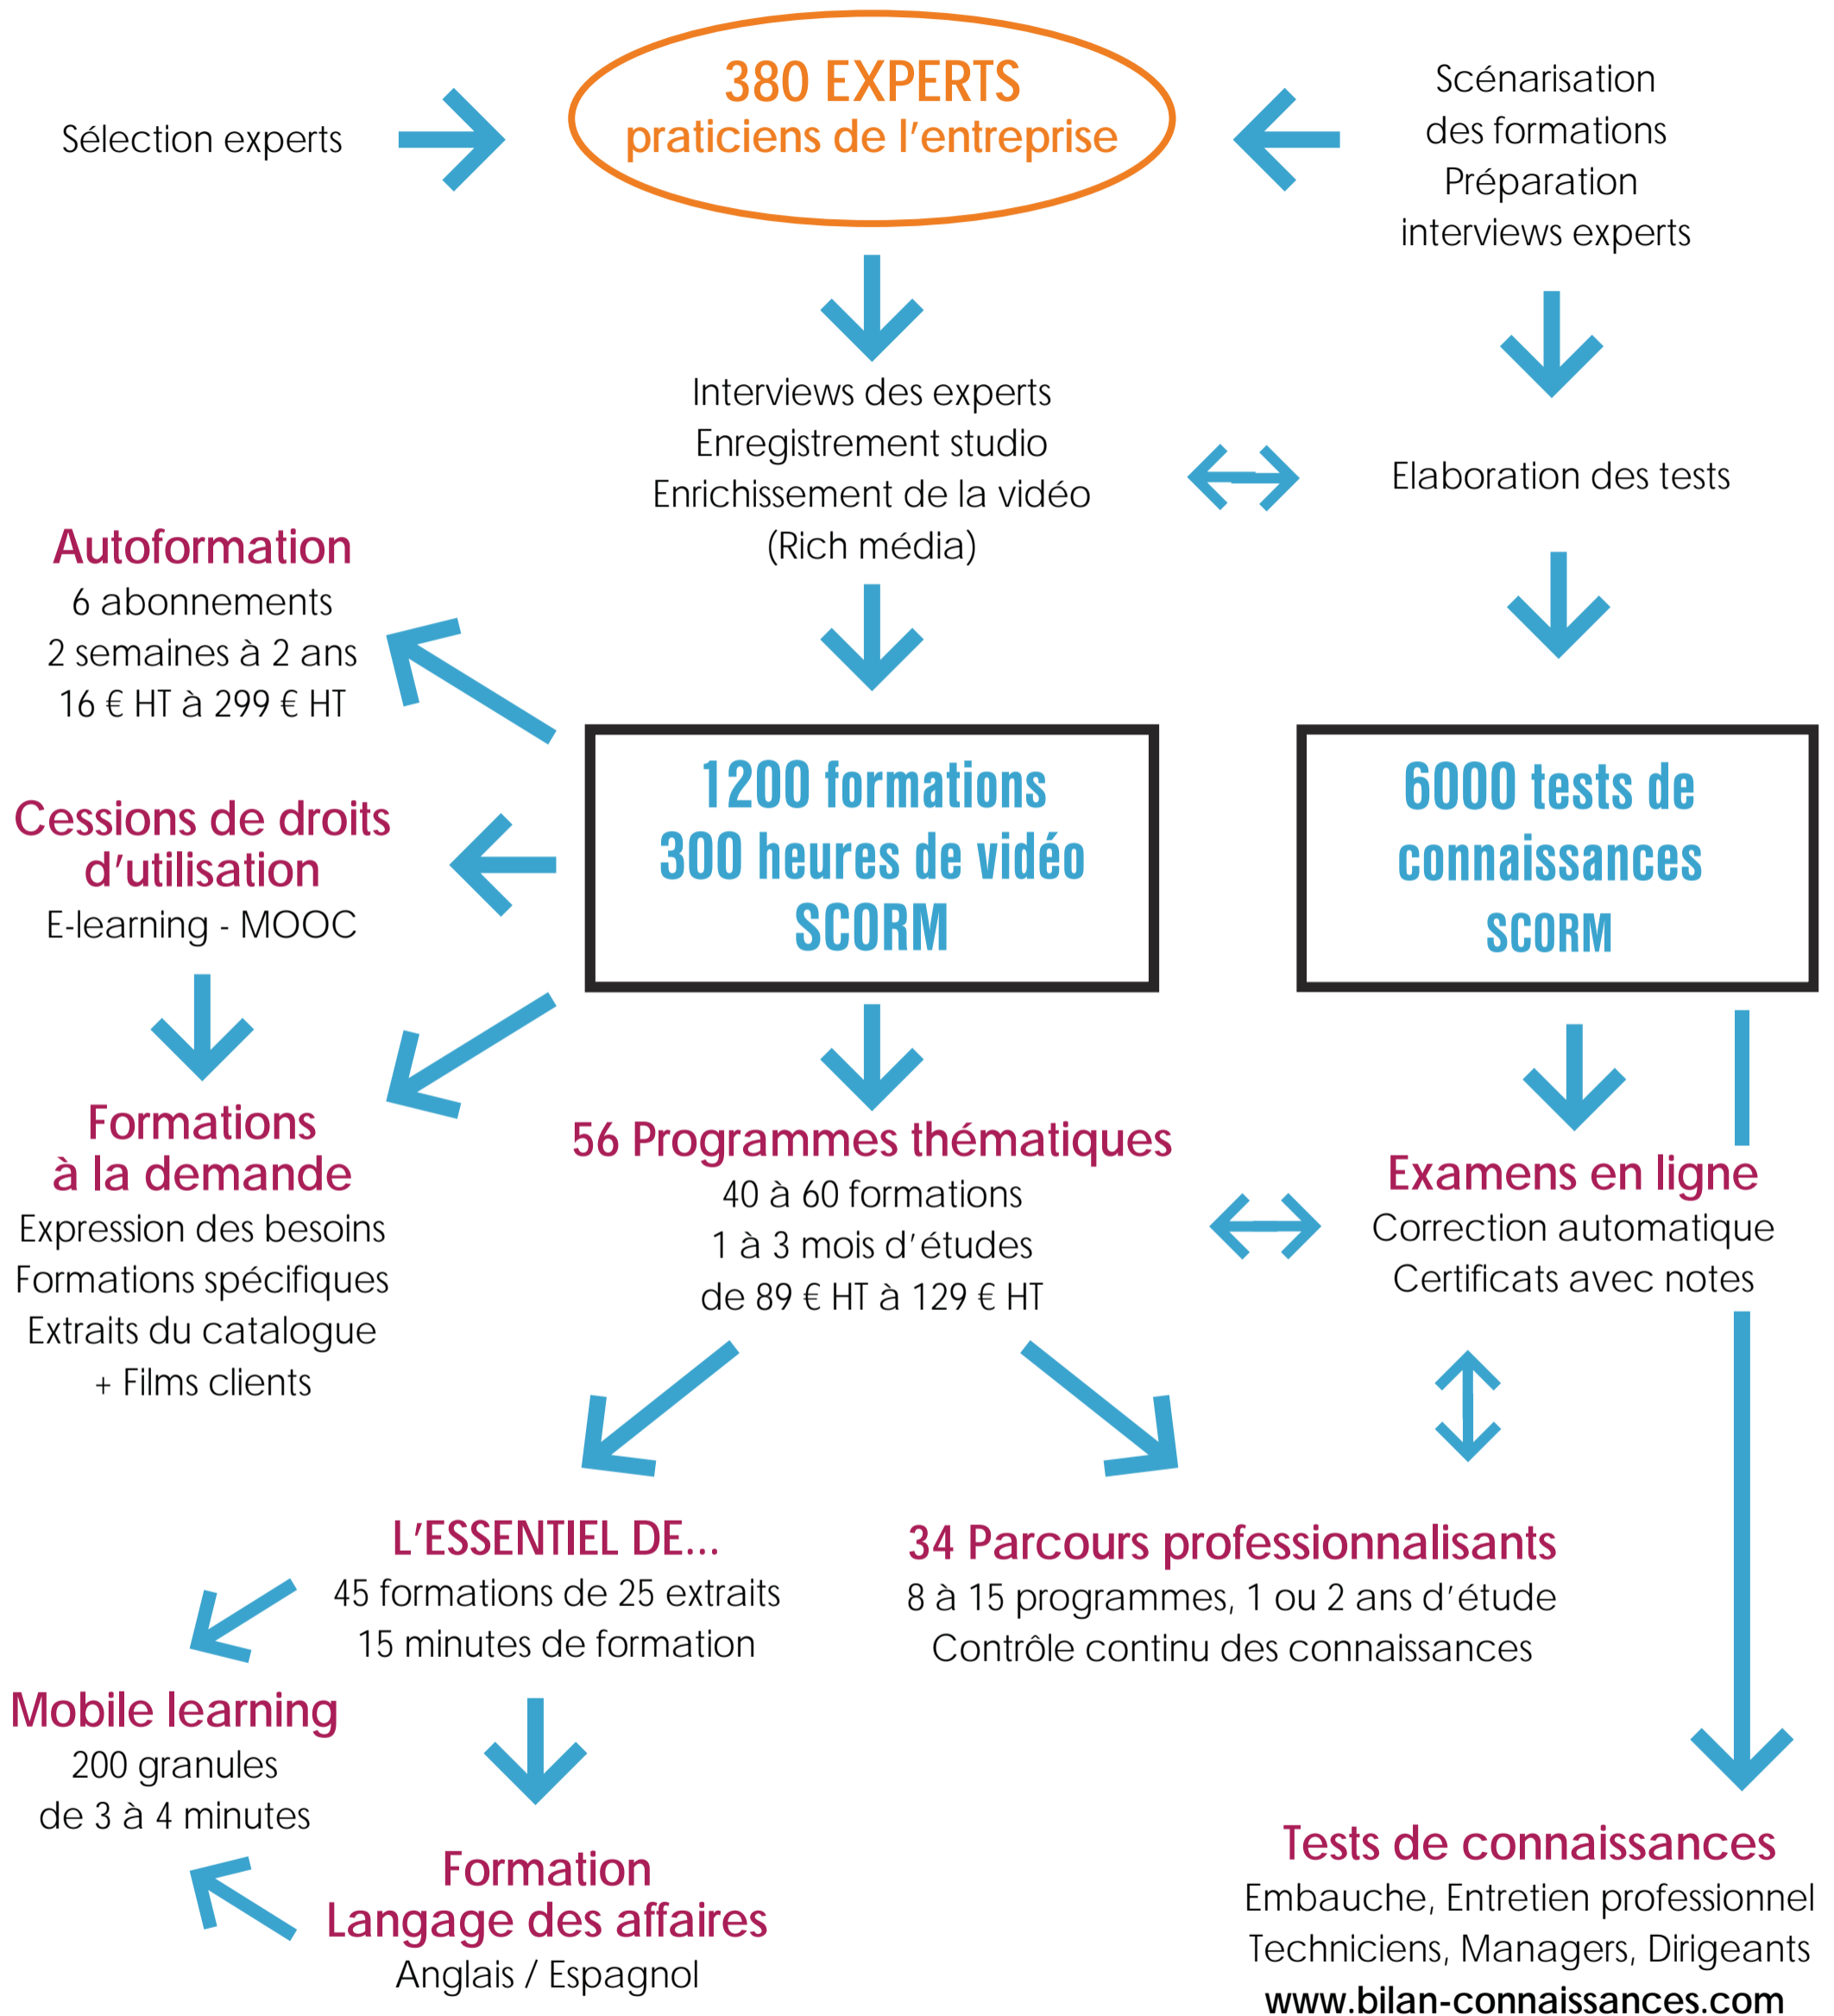 380 EXPERTS
praticiens de l'entreprise
Sélection experts
Scénarisation
des formations
Préparation
interviews experts
Interviews des experts
Enregistrement studio
Enrichissement de la vidéo
(Rich média)
Elaboration des tests
Autoformation
6 abonnements
2 semaines à 2 ans
16 € HT à 299 € HT
1200 formations
300 heures de vidéo
SCORM
6000 tests de
connaissances
SCORM
Cessions de droits
d'utilisation
E-learning - MOOC
Formations
à la demande
Expression des besoins
Formations spécifiques
Extraits du catalogue
+ Films clients
56 Programmes thématiques
40 à 60 formations
1 à 3 mois d'études
de 89 € HT à 129 € HT
Examens en ligne
Correction automatique
Certificats avec notes
L'ESSENTIEL DE...
45 formations de 25 extraits
15 minutes de formation
34 Parcours professionnalisants
8 à 15 programmes, 1 ou 2 ans d'étude
Contrôle continu des connaissances
Mobile learning
200 granules
de 3 à 4 minutes
Formation
Langage des affaires
Anglais / Espagnol
Tests de connaissances
Embauche, Entretien professionnel
Techniciens, Managers, Dirigeants
www.bilan-connaissances.com